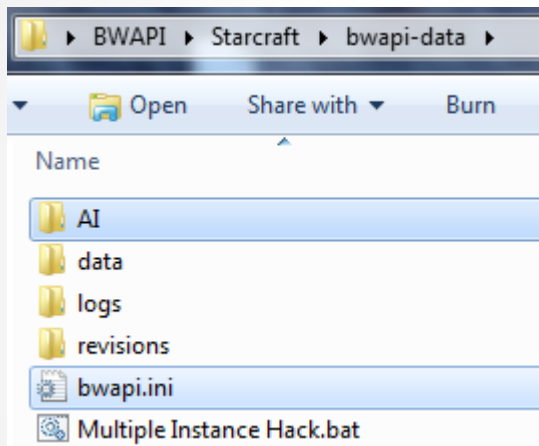 BWAPI Starcraft bwapi-data
Open Share with Burn
Name
AI
data
logs
revisions
bwapi.ini
Multiple Instance Hack.bat